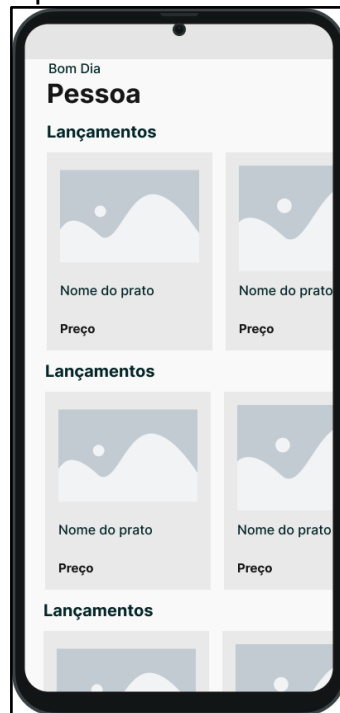 Bom Dia
Pessoa
Lançamentos
Nome do prato
Preço
Nome do prato
Preço
Lançamentos
Nome do prato
Preço
Nome do prato
Preço
Lançamentos